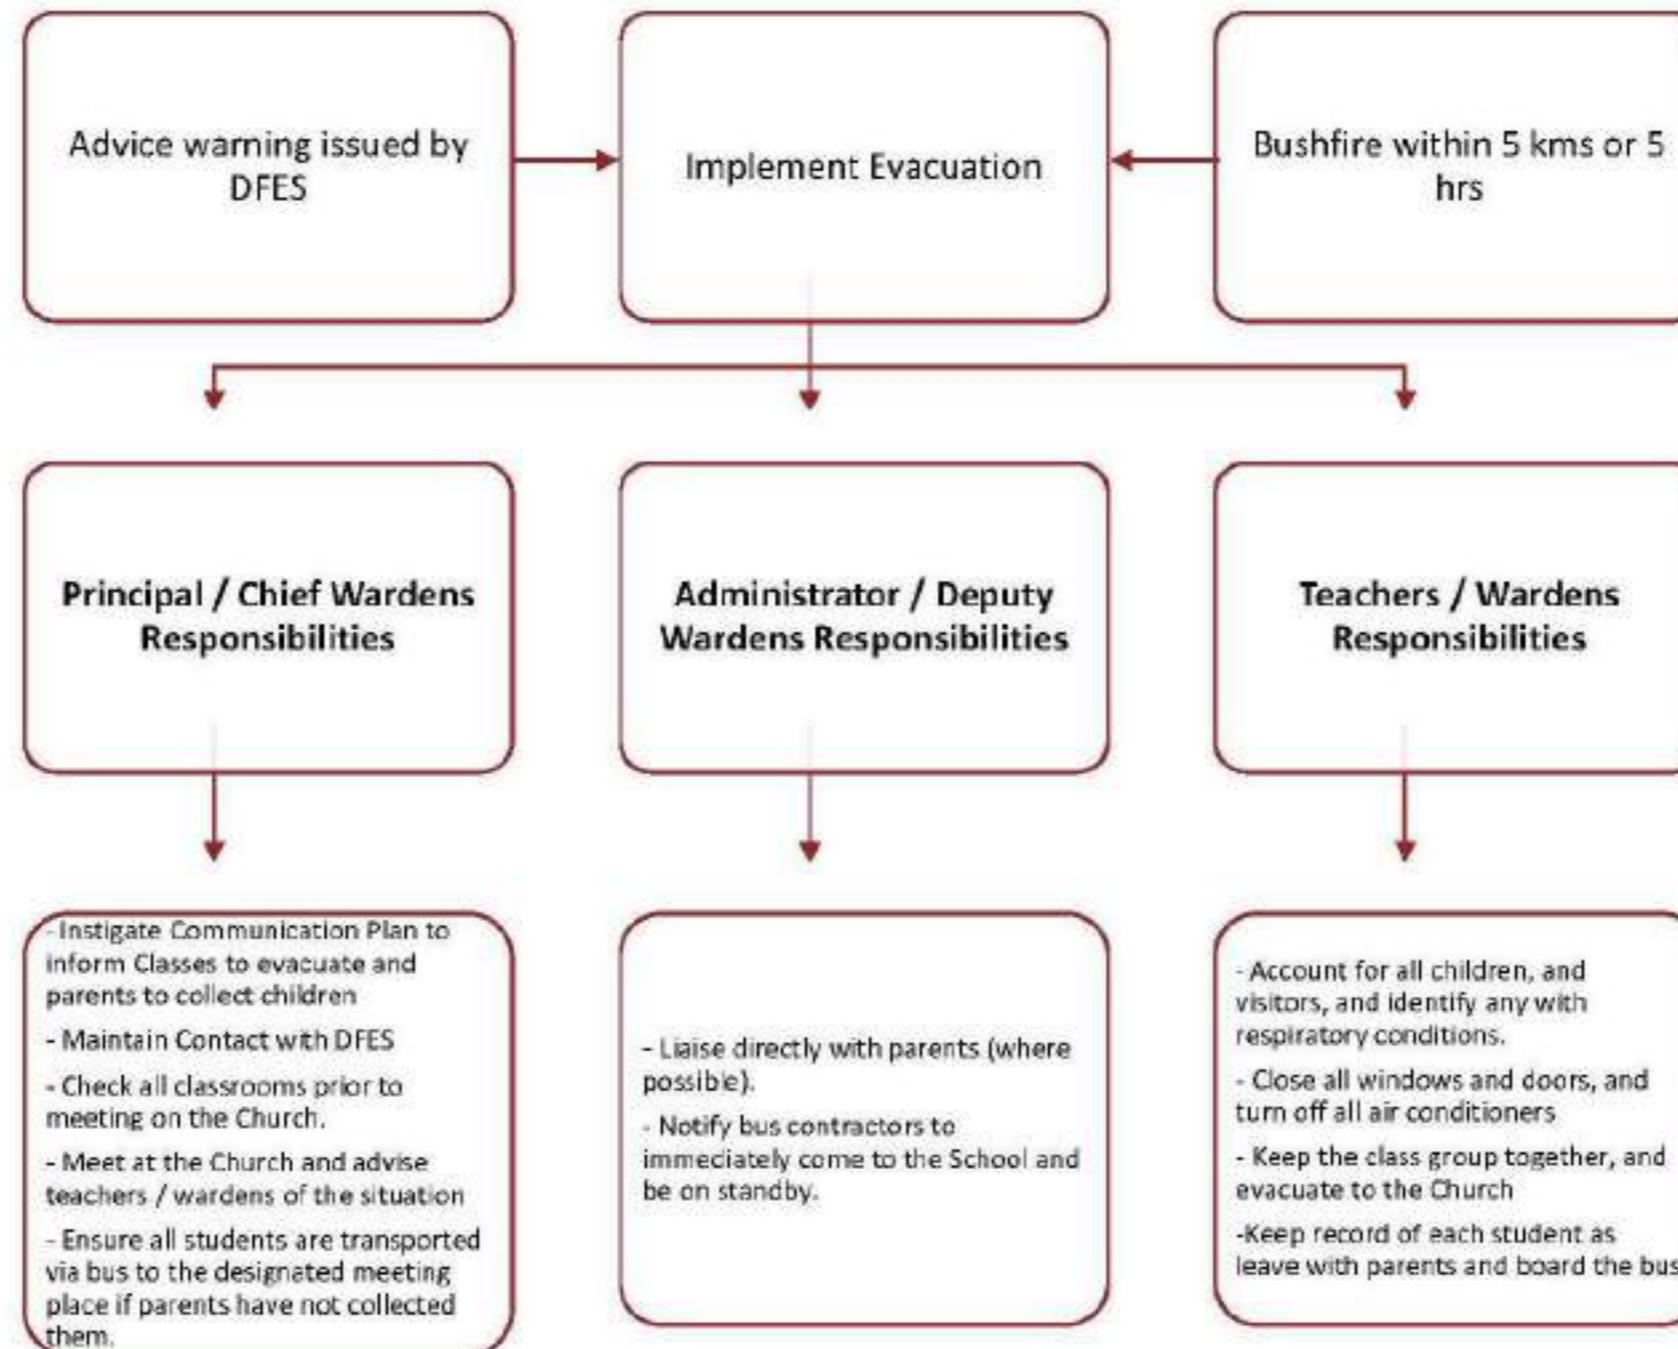 Advice warning issued by
DFES
Implement Evacuation
Bushfire within 5 kms or 5
hrs
Principal / Chief Wardens
Responsibilities
Administrator / Deputy
Wardens Responsibilities
Teachers / Wardens
Responsibilities
- Instigate Communication Plan to
inform Classes to evacuate and
parents to collect children
- Maintain Contact with DFES
- Check all classrooms prior to
meeting on the Church.
- Meet at the Church and advise
teachers / wardens of the situation
- Ensure all students are transported
via bus to the designated meeting
place if parents have not collected
them.
- Liaise directly with parents (where
possible).
- Notify bus contractors to
immediately come to the School and
be on standby.
- Account for all children, and
visitors, and identify any with
respiratory conditions.
- Close all windows and doors, and
turn off all air conditioners
- Keep the class group together, and
evacuate to the Church
-Keep record of each student as
leave with parents and board the bus